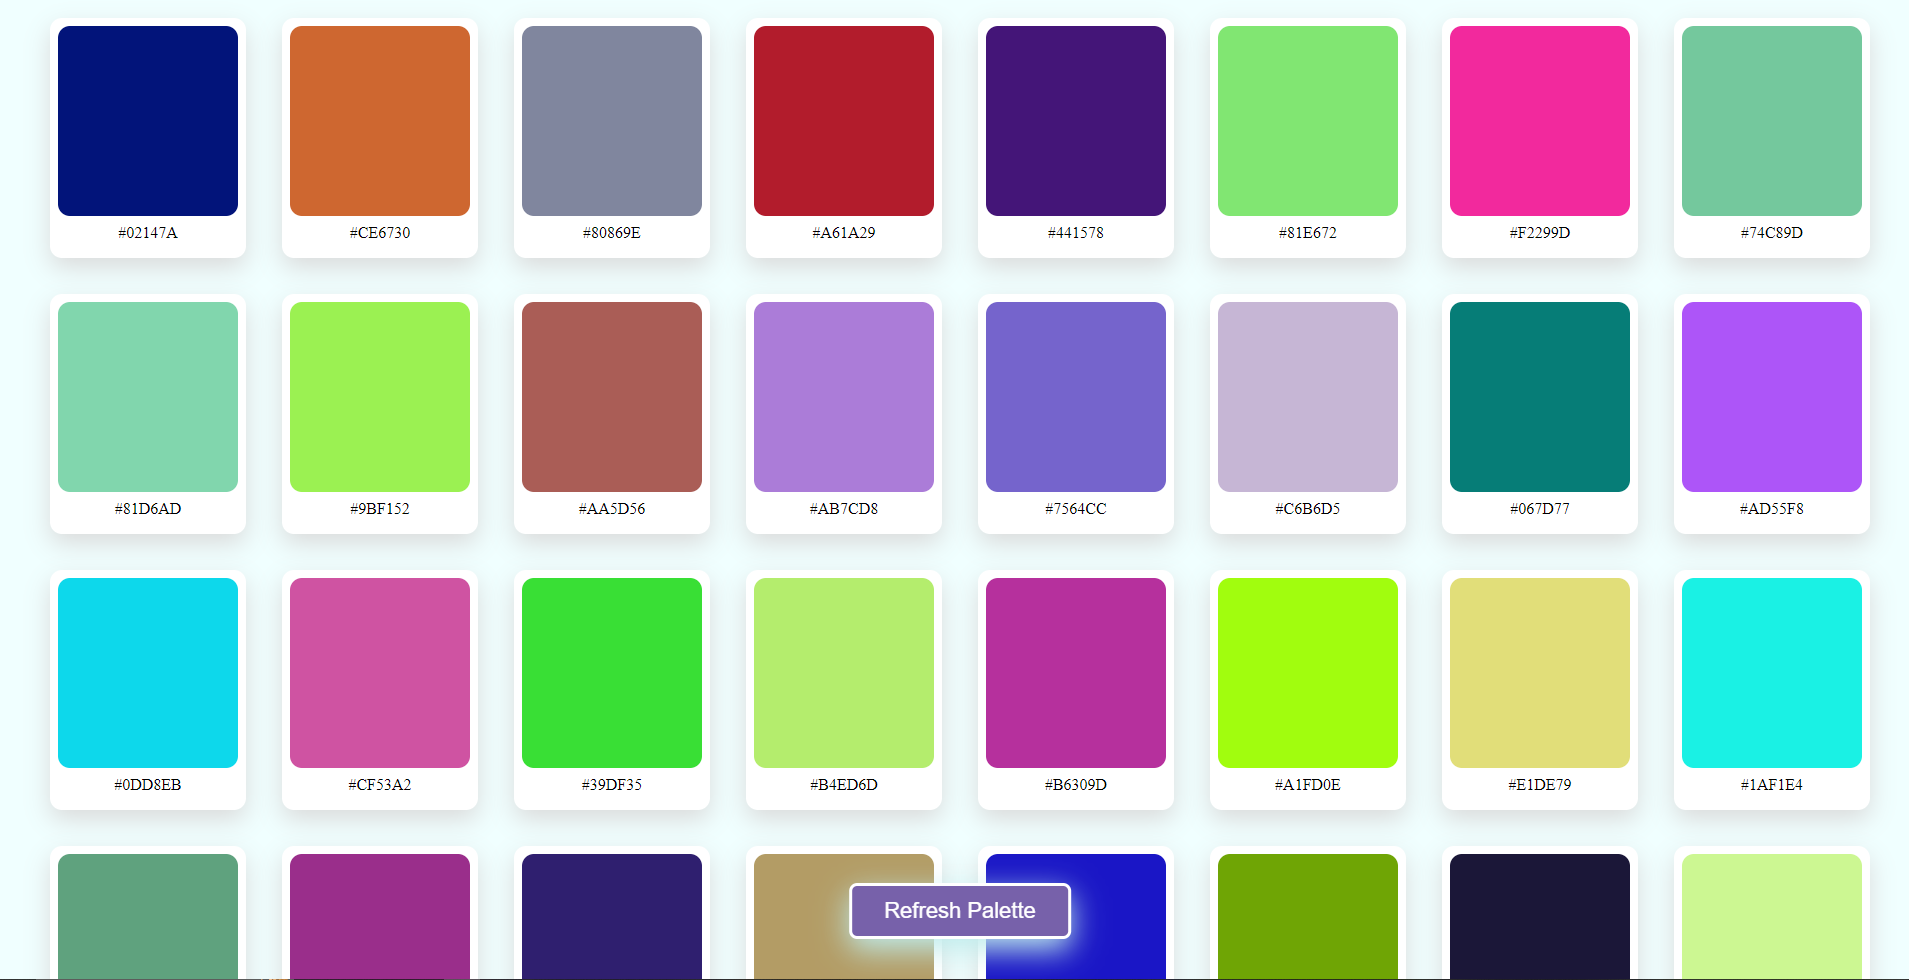 #02147A
#CE6730
#80869E
#A61A29
#441578
#81E672
#F2299D
#74C89D
#81D6AD
#9BF152
#AA5D56
#AB7CD8
#7564CC
#C6B6D5
#067D77
#AD55F8
#0DD8EB
#CF53A2
#39DF35
#B4ED6D
#B6309D
#A1FD0E
#E1DE79
#1AF1E4
Refresh Palette